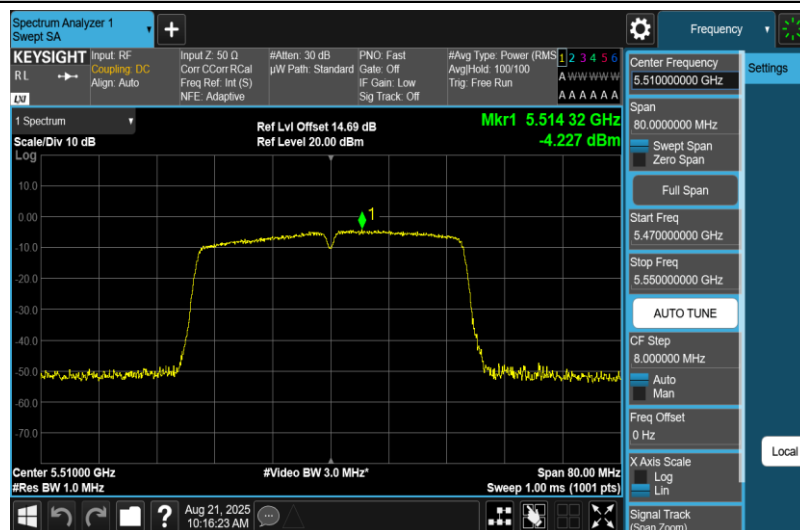 Spectrum Analyzer 1
Swept SA
Frequency
KEYSIGHT
RL
LXI
Input: RF
Coupling: DC
Align: Auto
Input Z: 50 Ω
Corr CCorr RCal
Freq Ref: Int (S)
NFE: Adaptive
#Atten: 30 dB
µW Path: Standard
PNO: Fast
Gate: Off
IF Gain: Low
Sig Track: Off
#Avg Type: Power (RMS
Avg|Hold: 100/100
Trig: Free Run
1 2 3 4 5 6
A W W W W W
A A A A A A
1 Spectrum
Scale/Div 10 dB
Log
Ref Lvl Offset 14.69 dB
Ref Level 20.00 dBm
Mkr1 5.514 32 GHz
-4.227 dBm
1
10.0
0.00
-10.0
-20.0
-30.0
-40.0
-50.0
-60.0
-70.0
Center 5.51000 GHz
#Res BW 1.0 MHz
#Video BW 3.0 MHz*
Span 80.00 MHz
Sweep 1.00 ms (1001 pts)
?
Aug 21, 2025
10:16:23 AM
Center Frequency
5.510000000 GHz
Span
80.0000000 MHz
Swept Span
Zero Span
Full Span
Start Freq
5.470000000 GHz
Stop Freq
5.550000000 GHz
AUTO TUNE
CF Step
8.000000 MHz
Auto
Man
Freq Offset
0 Hz
X Axis Scale
Log
Lin
Signal Track
(Span Zoom)
Settings
Local